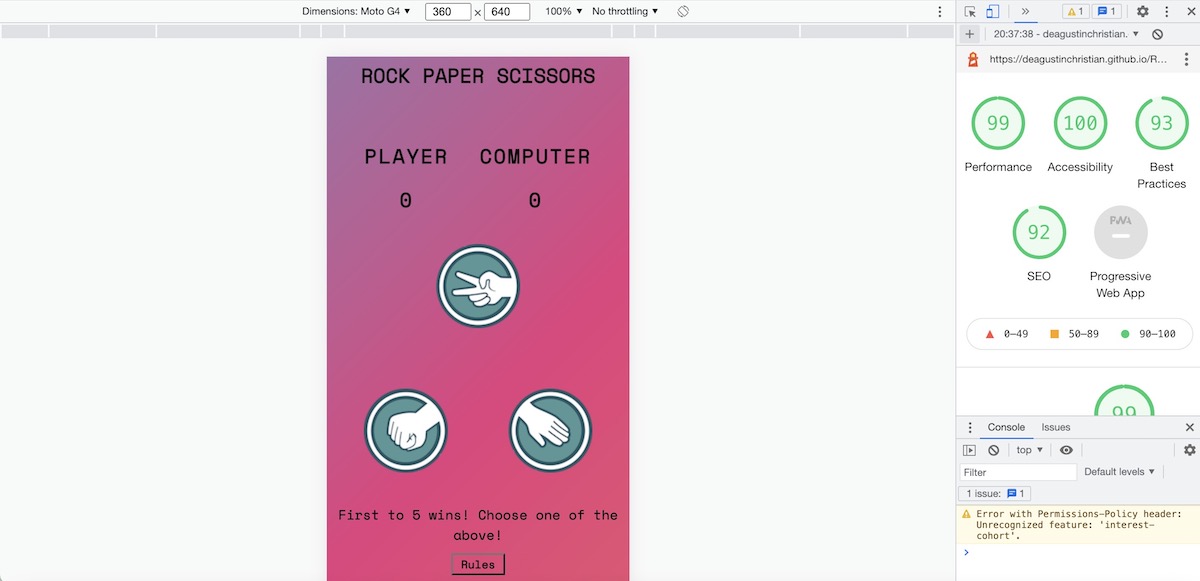 Dimensions: Moto G4 ▼ 360 × 640 100% ▼ No throttling ▼
» 1 1
+ 20:37:38 - deagustinchristian. ▼
https://deagustinchristian.github.io/R...
ROCK PAPER SCISSORS
PLAYER COMPUTER
0 0
First to 5 wins! Choose one of the
above!
Rules
99 100 93
Performance Accessibility Best
Practices
92 PWA
SEO Progressive
Web App
0–49 50–89 90–100
99
Console Issues
top ▼
Filter Default levels ▼
1 issue: 1
Error with Permissions-Policy header:
Unrecognized feature: 'interest-
cohort'.
>